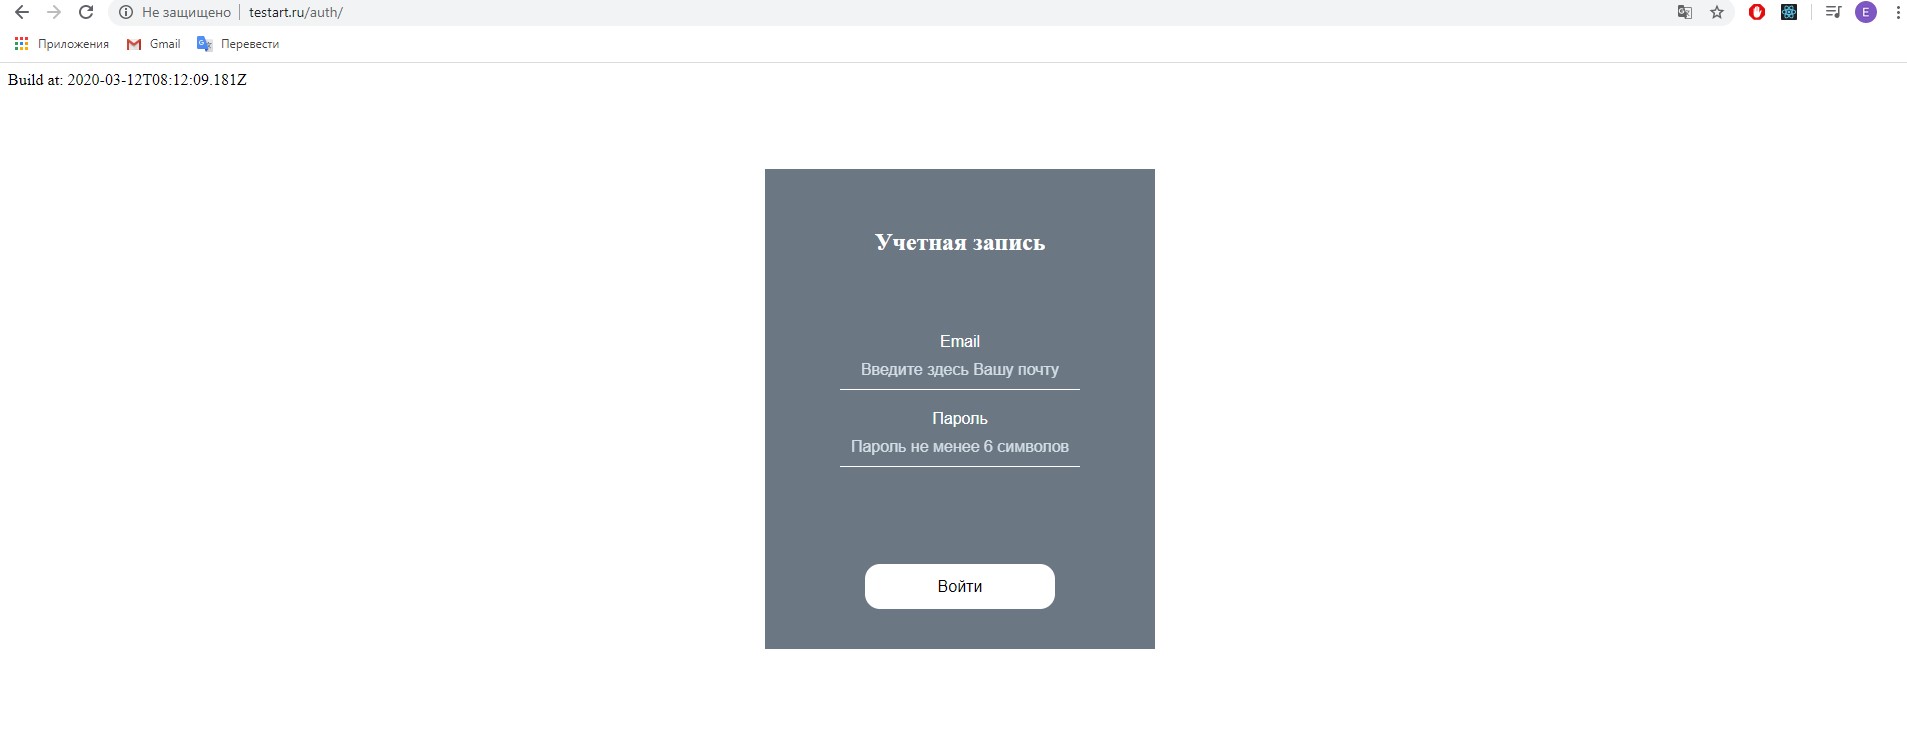 Не защищено testart.ru/auth/
E
Приложения Gmail Перевести
Build at: 2020-03-12T08:12:09.181Z
Учетная запись
Email
Введите здесь Вашу почту
Пароль
Пароль не менее 6 символов
Войти